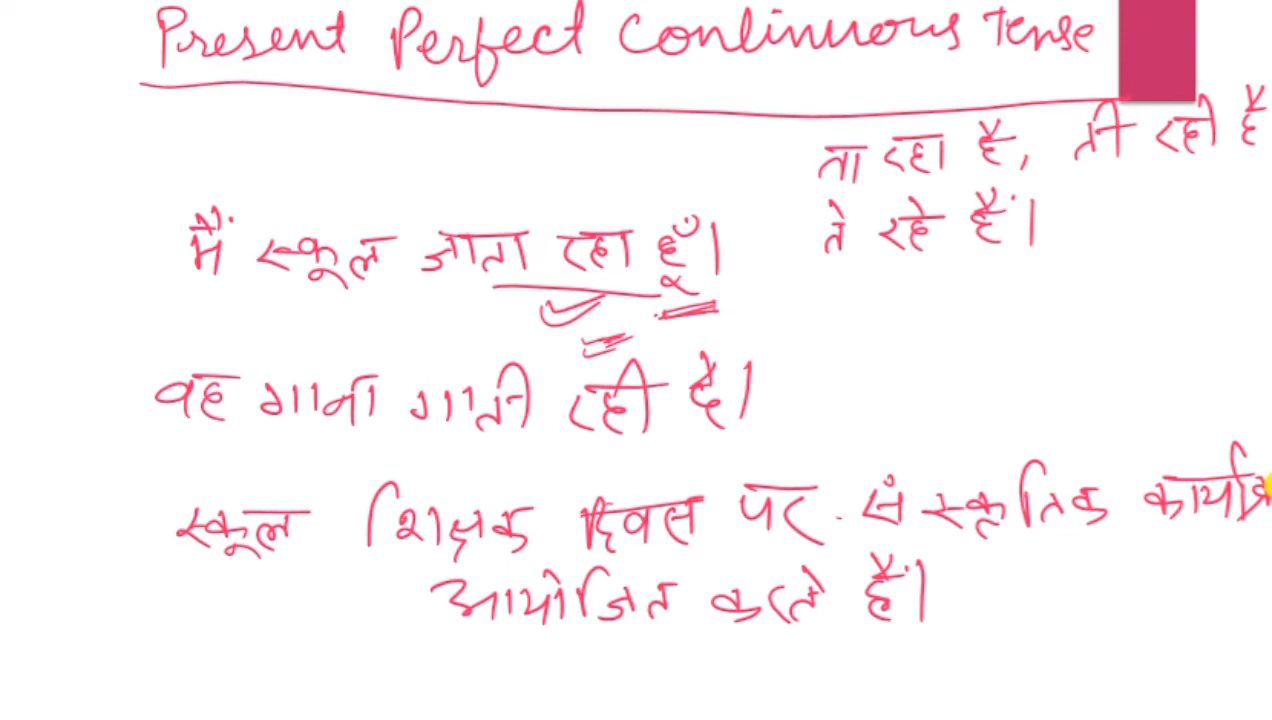 Present Perfect Continuous Tense
ता रहा है, ती रही है
ते रहे हैं।
मैं स्कूल जाता रहा हूँ।
वह गाना गाती रही है।
स्कूल शिक्षक दिवस पर संस्कृतिक
आयोजित करते हैं।